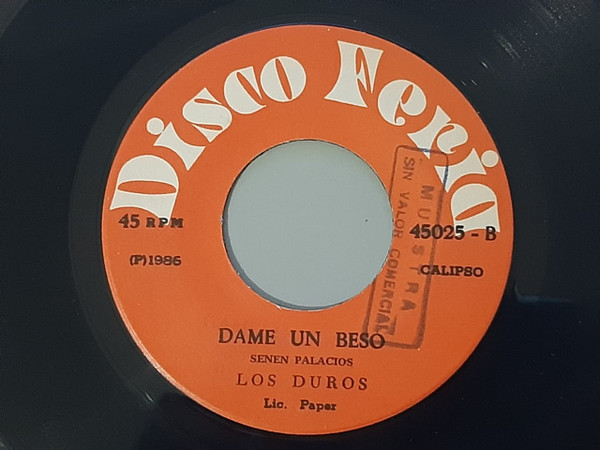 Disco Feria
45 RPM
45025 - B
(P)1986
CALIPSO
MUSTRA
SIN VALOR COMERCIAL
DAME UN BESO
SENEN PALACIOS
LOS DUROS
Lic. Paper